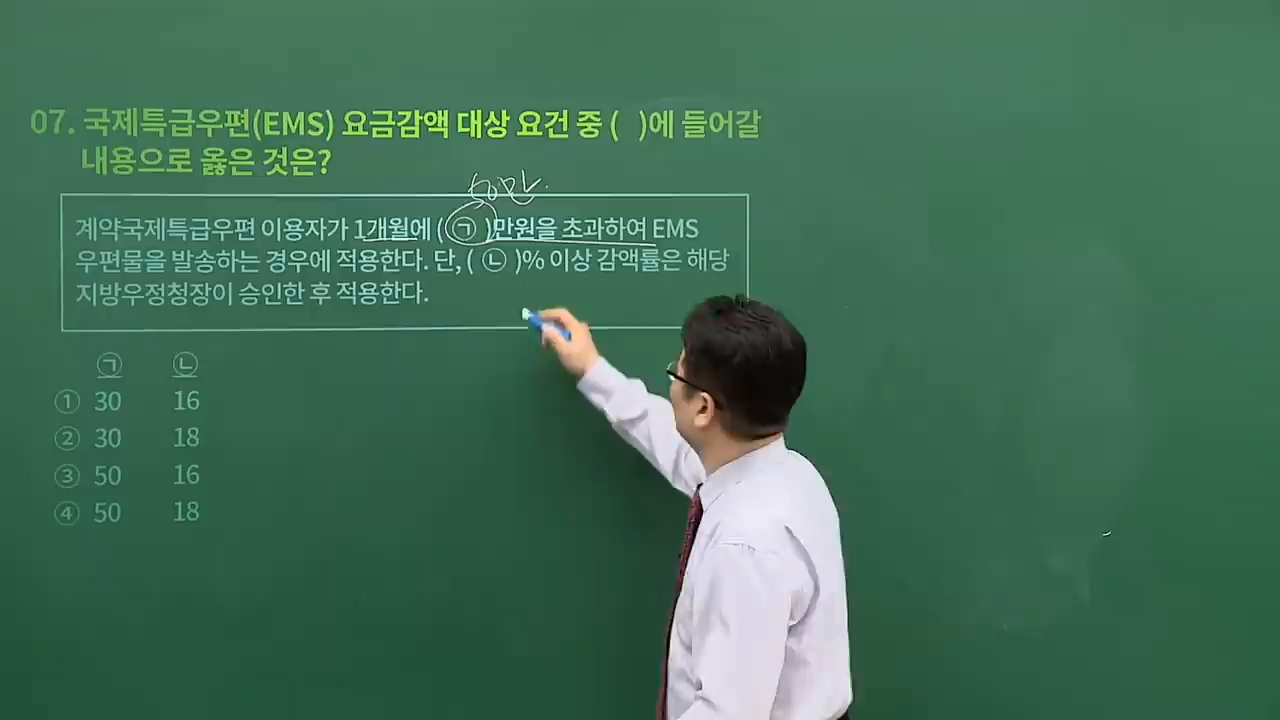 07. 국제특급우편(EMS) 요금감액 대상 요건 중 ( )에 들어갈
내용으로 옳은 것은?
50만
계약국제특급우편 이용자가 1개월에 ( ㉠ )만원을 초과하여 EMS
우편물을 발송하는 경우에 적용한다. 단, ( ㉡ )% 이상 감액률은 해당
지방우정청장이 승인한 후 적용한다.
㉠ ㉡
① 30 16
② 30 18
③ 50 16
④ 50 18